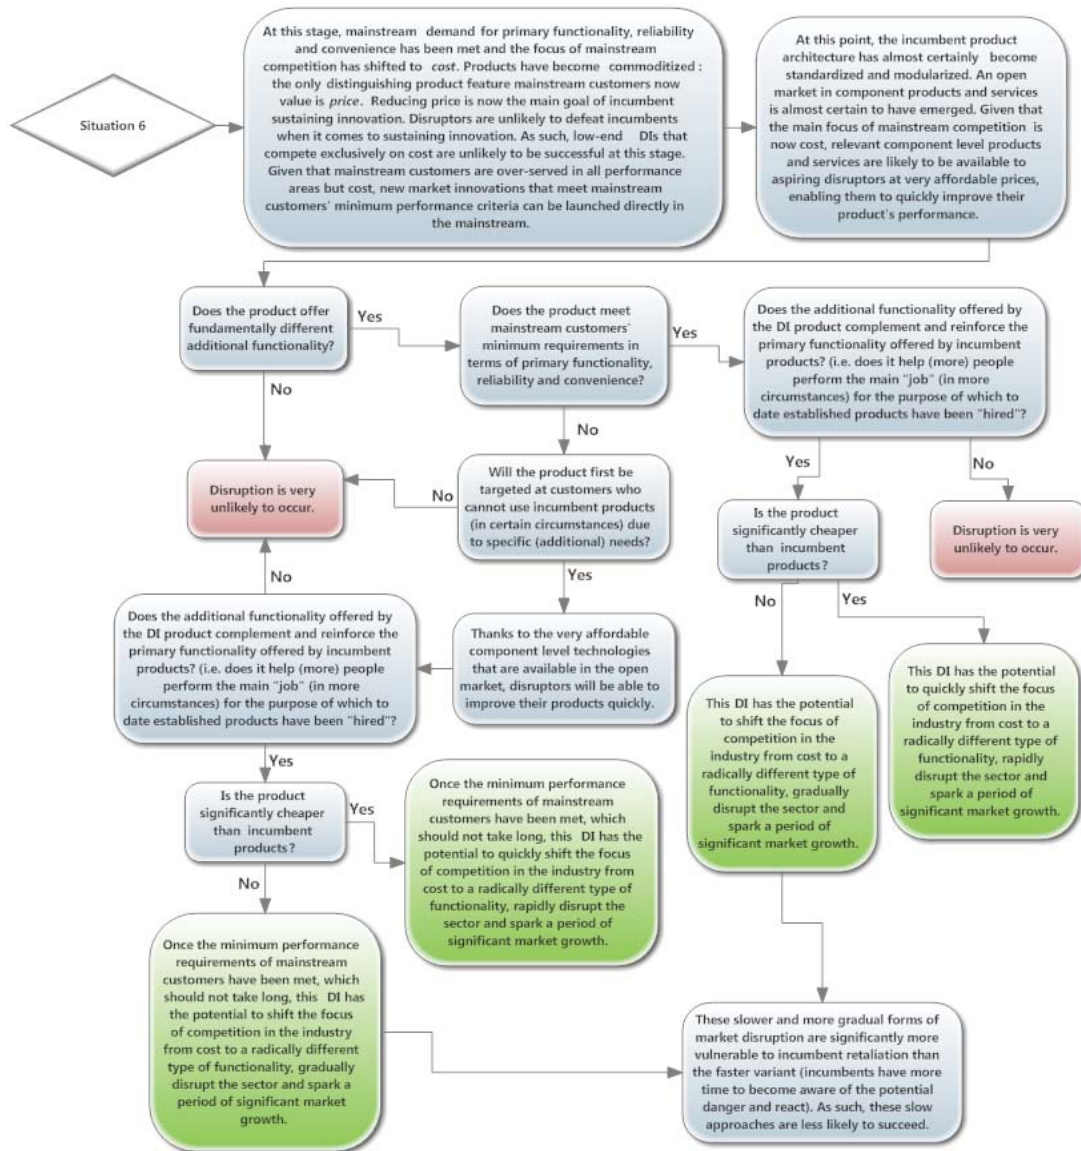 Situation 6
At this stage, mainstream demand for primary functionality, reliability
and convenience has been met and the focus of mainstream
competition has shifted to cost. Products have become commoditized :
the only distinguishing product feature mainstream customers now
value is price. Reducing price is now the main goal of incumbent
sustaining innovation. Disruptors are unlikely to defeat incumbents
when it comes to sustaining innovation. As such, low-end DIs that
compete exclusively on cost are unlikely to be successful at this stage.
Given that mainstream customers are over-served in all performance
areas but cost, new market innovations that meet mainstream
customers' minimum performance criteria can be launched directly in
the mainstream.
At this point, the incumbent product
architecture has almost certainly become
standardized and modularized. An open
market in component products and services
is almost certain to have emerged. Given that
the main focus of mainstream competition is
now cost, relevant component level products
and services are likely to be available to
aspiring disruptors at very affordable prices,
enabling them to quickly improve their
product's performance.
Does the product offer
fundamentally different
additional functionality?
Yes
No
Does the product meet
mainstream customers'
minimum requirements in
terms of primary functionality,
reliability and convenience?
Yes
No
Does the additional functionality offered by
the DI product complement and reinforce the
primary functionality offered by incumbent
products? (i.e. does it help (more) people
perform the main "job" (in more
circumstances) for the purpose of which to
date established products have been "hired"?
Yes
No
Disruption is very
unlikely to occur.
No
Will the product first be
targeted at customers who
cannot use incumbent products
(in certain circumstances) due
to specific (additional) needs?
Yes
Is the product
significantly cheaper
than incumbent
products?
No
Yes
Disruption is very
unlikely to occur.
No
Does the additional functionality offered by
the DI product complement and reinforce the
primary functionality offered by incumbent
products? (i.e. does it help (more) people
perform the main "job" (in more
circumstances) for the purpose of which to
date established products have been "hired"?
Yes
Thanks to the very affordable
component level technologies
that are available in the open
market, disruptors will be able to
improve their products quickly.
This DI has the potential
to shift the focus of
competition in the
industry from cost to a
radically different type of
functionality, gradually
disrupt the sector and
spark a period of
significant market growth.
This DI has the potential
to quickly shift the focus
of competition in the
industry from cost to a
radically different type of
functionality, rapidly
disrupt the sector and
spark a period of
significant market growth.
Is the product
significantly cheaper
than incumbent
products?
Yes
No
Once the minimum performance
requirements of mainstream
customers have been met, which
should not take long, this DI has the
potential to quickly shift the focus
of competition in the industry from
cost to a radically different type of
functionality, rapidly disrupt the
sector and spark a period of
significant market growth.
Once the minimum performance
requirements of mainstream
customers have been met, which
should not take long, this DI has
the potential to shift the focus
of competition in the industry
from cost to a radically different
type of functionality, gradually
disrupt the sector and spark a
period of significant market
growth.
These slower and more gradual forms of
market disruption are significantly more
vulnerable to incumbent retaliation than
the faster variant (incumbents have more
time to become aware of the potential
danger and react). As such, these slow
approaches are less likely to succeed.